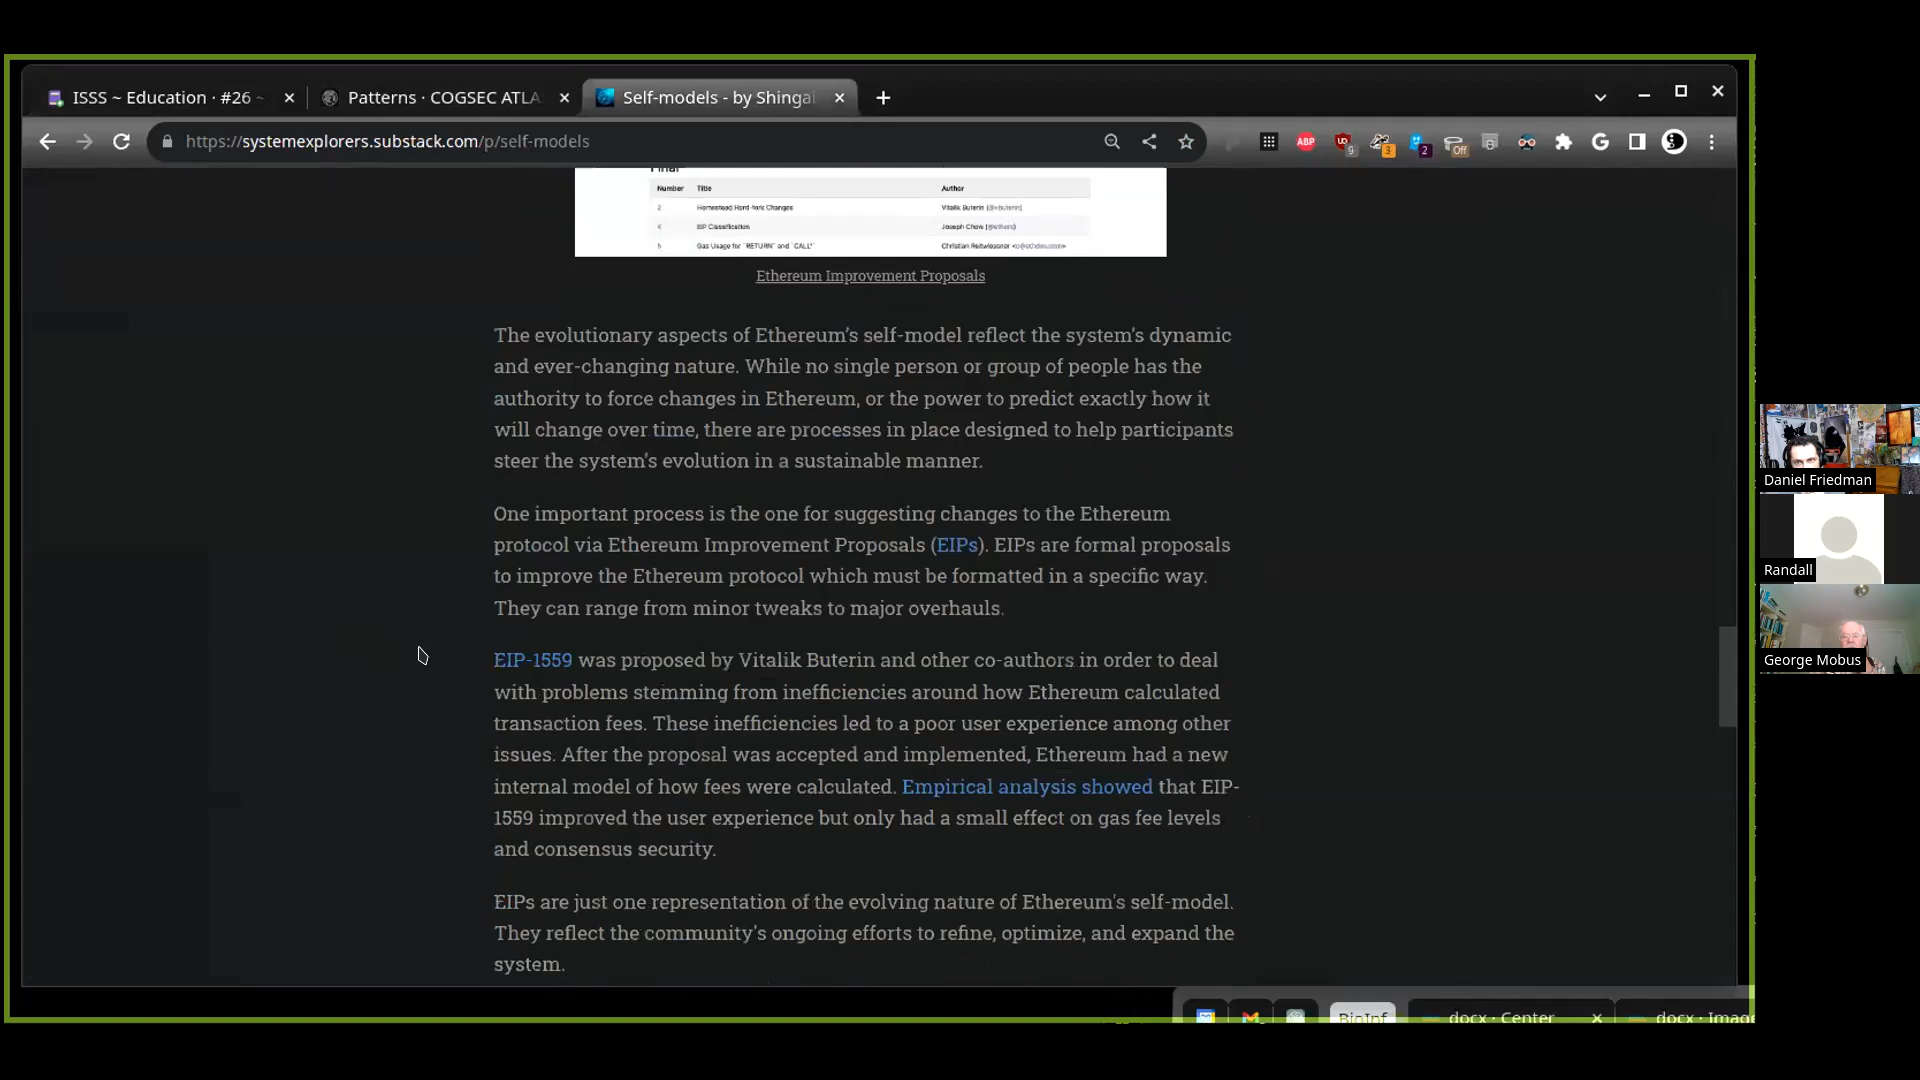 ISSS ~ Education · #26 ~
Patterns · COGSEC ATLA
Self-models - by Shingai
https://systemexplorers.substack.com/p/self-models
ABP
9
3
2
Off
G
Number Title Author
2 Homestead Hard-fork Changes Vitalik Buterin (@vbuterin)
4 EIP Classification Joseph Chow (@ethers)
5 Gas Usage for `RETURN` and `CALL*`
Ethereum Improvement Proposals
The evolutionary aspects of Ethereum’s self-model reflect the system’s dynamic
and ever-changing nature. While no single person or group of people has the
authority to force changes in Ethereum, or the power to predict exactly how it
will change over time, there are processes in place designed to help participants
steer the system's evolution in a sustainable manner.
One important process is the one for suggesting changes to the Ethereum
protocol via Ethereum Improvement Proposals (EIPs). EIPs are formal proposals
to improve the Ethereum protocol which must be formatted in a specific way.
They can range from minor tweaks to major overhauls.
EIP-1559 was proposed by Vitalik Buterin and other co-authors in order to deal
with problems stemming from inefficiencies around how Ethereum calculated
transaction fees. These inefficiencies led to a poor user experience among other
issues. After the proposal was accepted and implemented, Ethereum had a new
internal model of how fees were calculated. Empirical analysis showed that EIP-
1559 improved the user experience but only had a small effect on gas fee levels
and consensus security.
EIPs are just one representation of the evolving nature of Ethereum's self-model.
They reflect the community's ongoing efforts to refine, optimize, and expand the
system.
Daniel Friedman
Randall
George Mobus
BioInf
docx · Center
docx · Imag